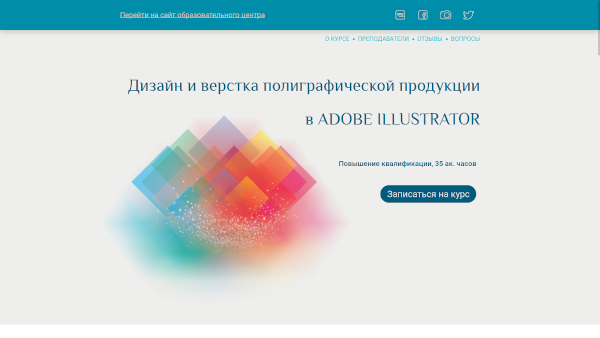 Перейти на сайт образовательного центра
О КУРСЕ • ПРЕПОДАВАТЕЛИ • ОТЗЫВЫ • ВОПРОСЫ
Дизайн и верстка полиграфической продукции
в ADOBE ILLUSTRATOR
Повышение квалификации, 35 ак. часов
Записаться на курс